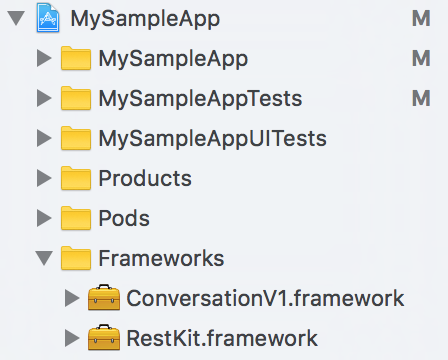 MySampleApp M
MySampleApp M
MySampleAppTests M
MySampleAppUITests
Products
Pods
Frameworks
ConversationV1.framework
RestKit.framework